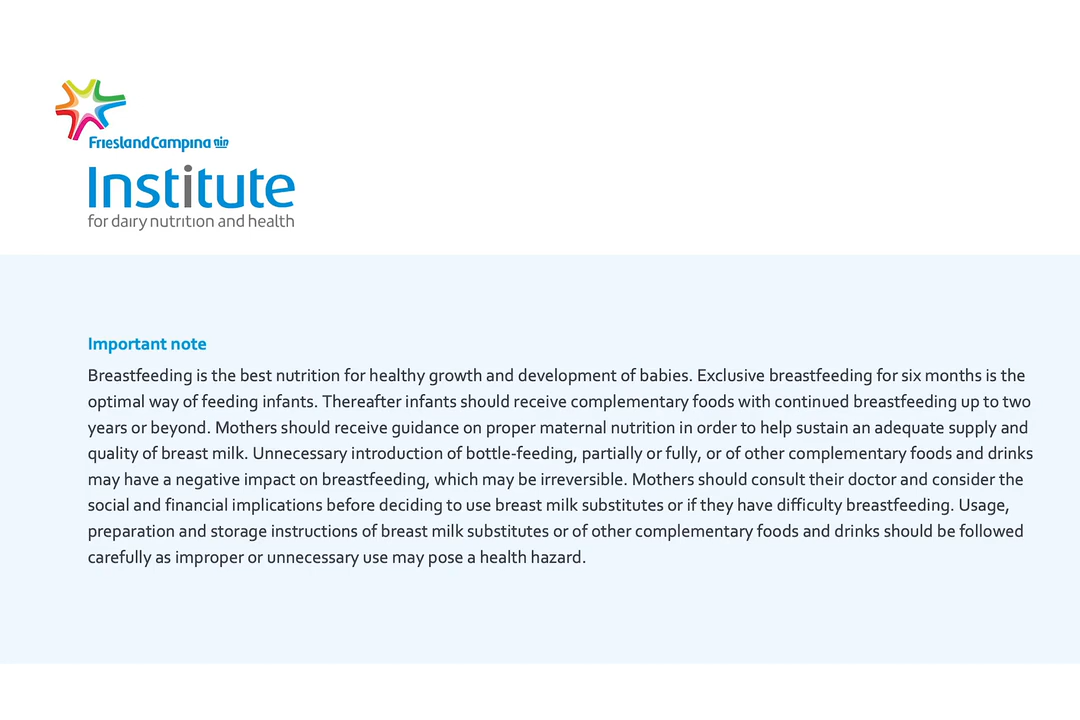 FrieslandCampina
Institute
for dairy nutrition and health
Important note
Breastfeeding is the best nutrition for healthy growth and development of babies. Exclusive breastfeeding for six months is the
optimal way of feeding infants. Thereafter infants should receive complementary foods with continued breastfeeding up to two
years or beyond. Mothers should receive guidance on proper maternal nutrition in order to help sustain an adequate supply and
quality of breast milk. Unnecessary introduction of bottle-feeding, partially or fully, or of other complementary foods and drinks
may have a negative impact on breastfeeding, which may be irreversible. Mothers should consult their doctor and consider the
social and financial implications before deciding to use breast milk substitutes or if they have difficulty breastfeeding. Usage,
preparation and storage instructions of breast milk substitutes or of other complementary foods and drinks should be followed
carefully as improper or unnecessary use may pose a health hazard.